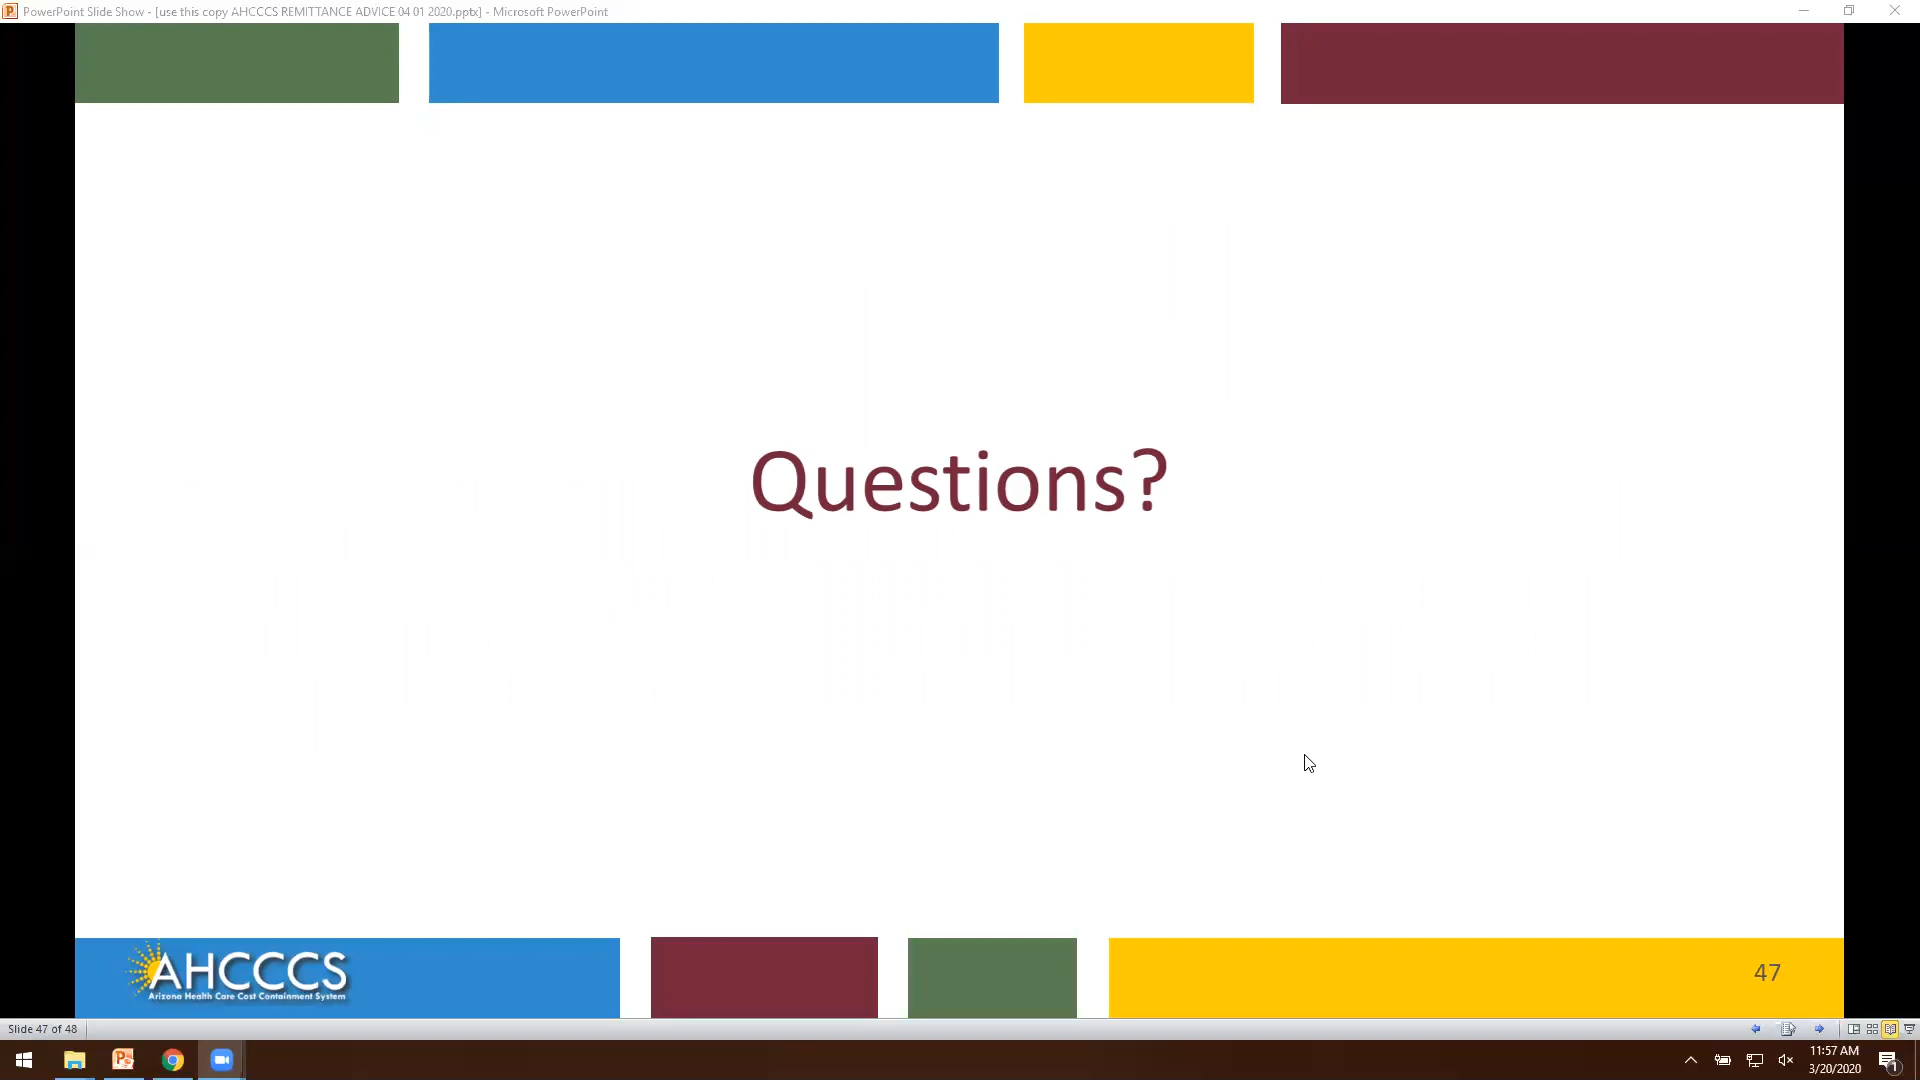 PowerPoint Slide Show - [use this copy AHCCCS REMITTANCE ADVICE 04 01 2020.pptx] - Microsoft PowerPoint
Questions?
AHCCCS
Arizona Health Care Cost Containment System
47
Slide 47 of 48
11:57 AM
3/20/2020
1